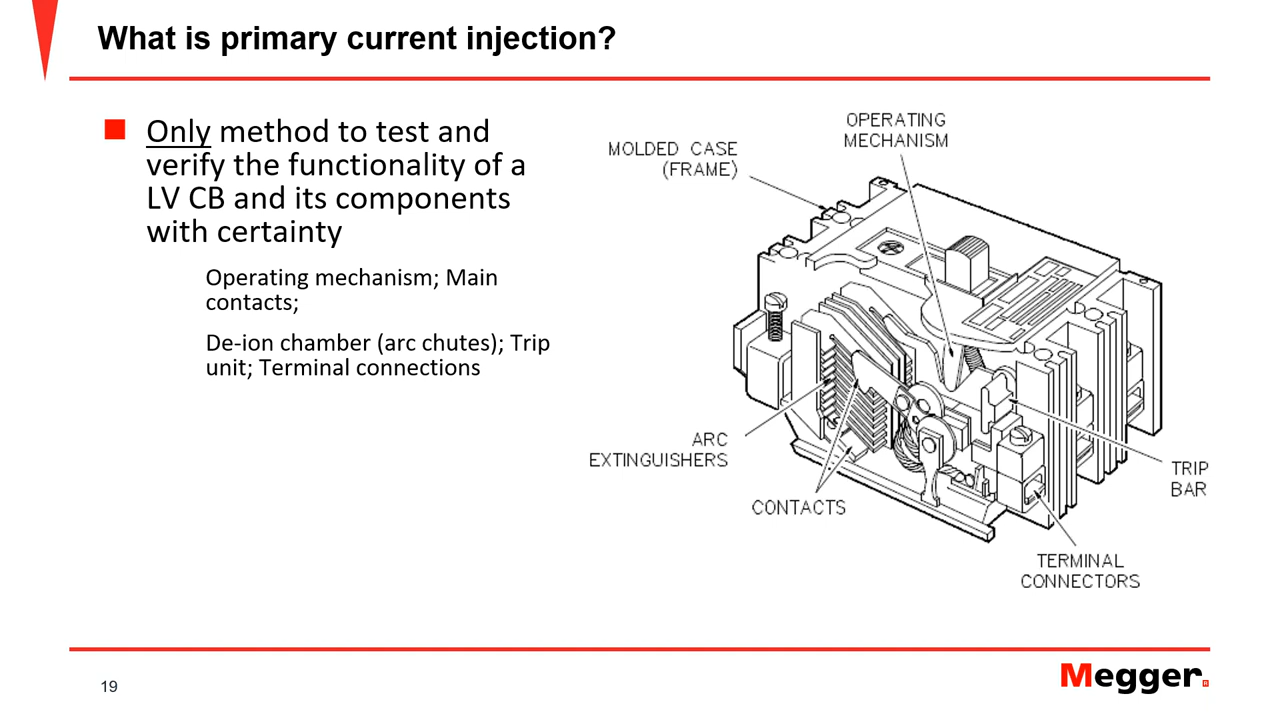 What is primary current injection?
Only method to test and
verify the functionality of a
LV CB and its components
with certainty
Operating mechanism; Main
contacts;
De-ion chamber (arc chutes); Trip
unit; Terminal connections
OPERATING
MECHANISM
MOLDED CASE
(FRAME)
ARC
EXTINGUISHERS
CONTACTS
TRIP
BAR
TERMINAL
CONNECTORS
19
Megger